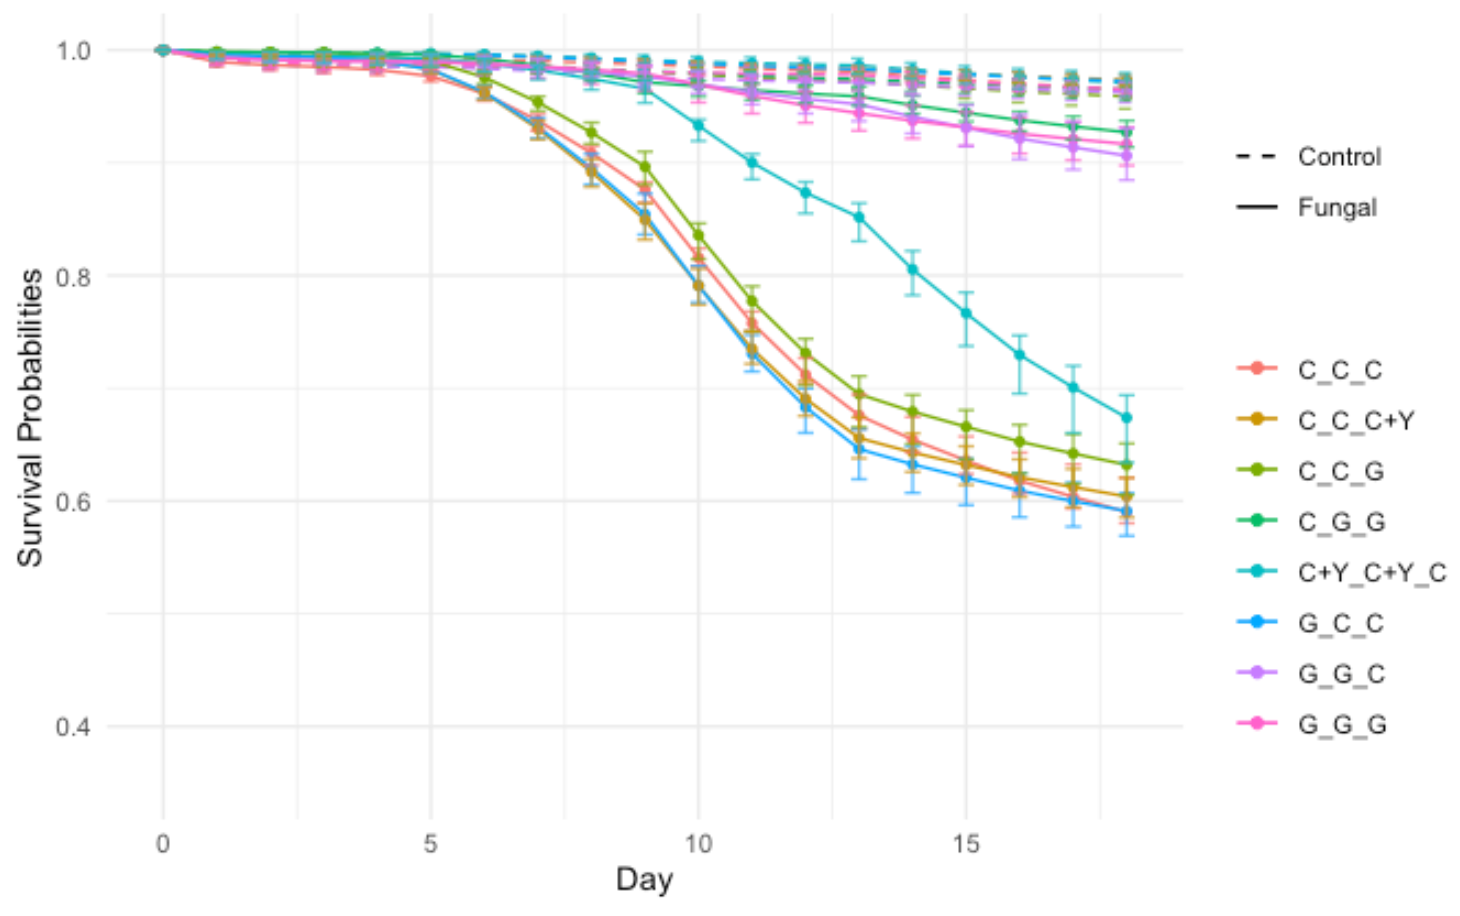 1.0
0.8
0.6
0.4
Survival Probabilities
0
5
10
15
Day
Control
Fungal
C_C_C
C_C_C+Y
C_C_G
C_G_G
C+Y_C+Y_C
G_C_C
G_G_C
G_G_G